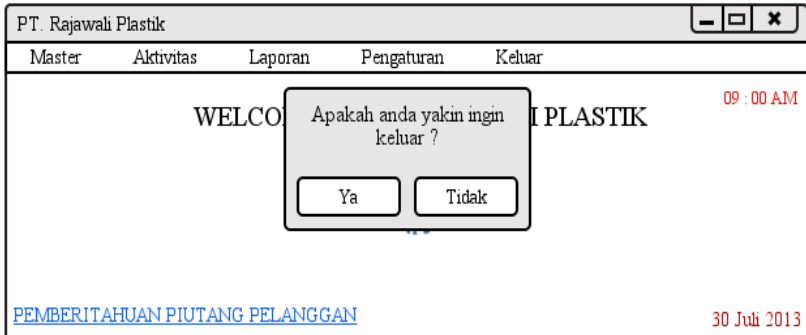 PT. Rajawali Plastik
Master Aktivitas Laporan Pengaturan Keluar
09 : 00 AM
WELCO I PLASTIK
Apakah anda yakin ingin
keluar ?
Ya Tidak
PEMBERITAHUAN PIUTANG PELANGGAN
30 Juli 2013